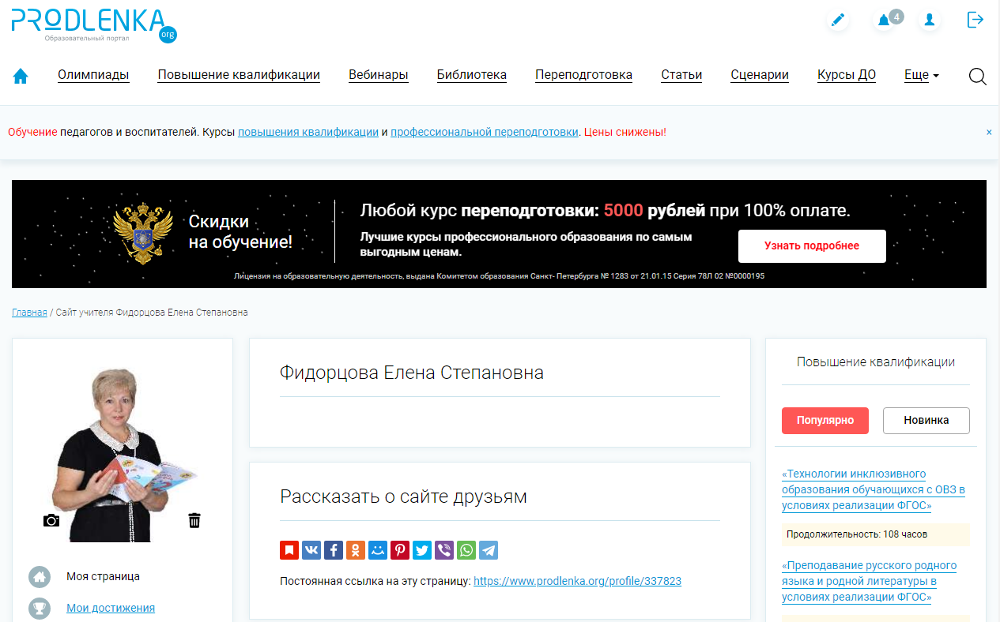 PRODLENKA
org
Образовательный портал
4
Олимпиады Повышение квалификации Вебинары Библиотека Переподготовка Статьи Сценарии Курсы ДО Еще
Обучение педагогов и воспитателей. Курсы повышения квалификации и профессиональной переподготовки. Цены снижены!
×
Скидки
на обучение!
Любой курс переподготовки: 5000 рублей при 100% оплате.
Лучшие курсы профессионального образования по самым
выгодным ценам.
Узнать подробнее
Лицензия на образовательную деятельность, выдана Комитетом образования Санкт- Петербурга № 1283 от 21.01.15 Серия 78Л 02 №0000195
Главная / Сайт учителя Фидорцова Елена Степановна
Моя страница
Мои достижения
Фидорцова Елена Степановна
Рассказать о сайте друзьям
Постоянная ссылка на эту страницу: https://www.prodlenka.org/profile/337823
Повышение квалификации
Популярно
Новинка
«Технологии инклюзивного
образования обучающихся с ОВЗ в
условиях реализации ФГОС»
Продолжительность: 108 часов
«Преподавание русского родного
языка и родной литературы в
условиях реализации ФГОС»